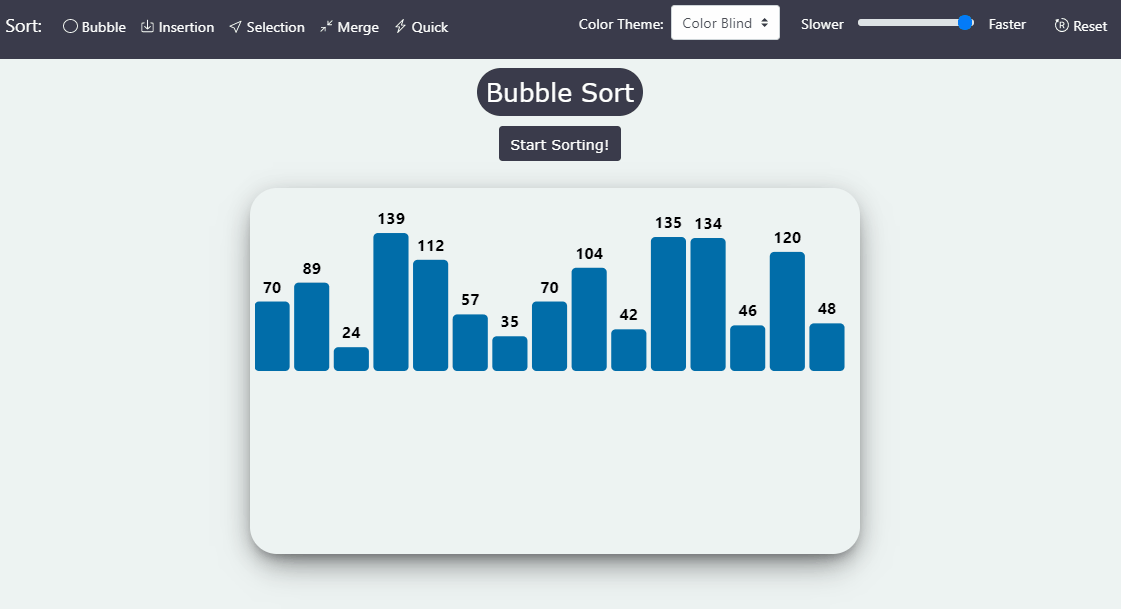 Sort: Bubble Insertion Selection Merge Quick Color Theme: Color Blind Slower Faster Reset
Bubble Sort
Start Sorting!
70 89 24 139 112 57 35 70 104 42 135 134 46 120 48